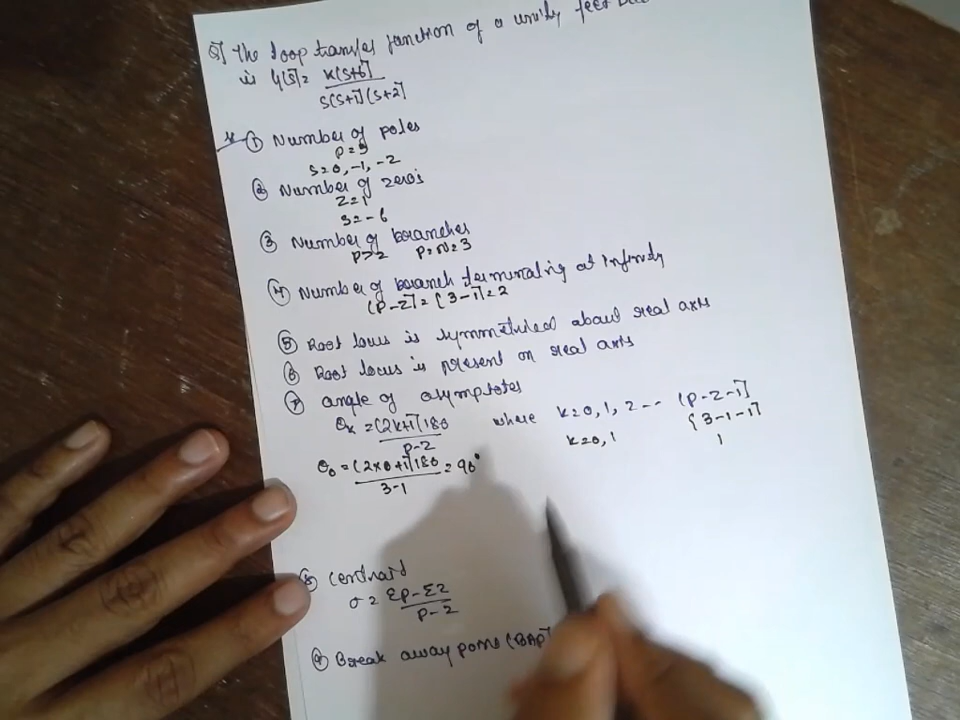 Q] The loop transfer function of a unity feet
is G(s)= K(s+6]
s(s+1](s+2]
① Number of poles
p=3
s=0, -1, -2
② Number of zero's
z=1
s=-6
③ Number of branches
p>z p=N=3
④ Number of branch terminating at infinity
(p-z]=[3-1]=2
⑤ Root locus is symmetrical about real axis
⑥ Root locus is present on real axis
⑦ angle of asymptotes
θk = (2k+1]180 where k=0, 1, 2 -- (p-z-1]
p-z [3-1-1]
k=0, 1 1
θ0 = (2x0+1]180 = 90°
3-1
⑧ Centroid
σ = Σp-Σz
p-z
⑨ Break away point (BAP]